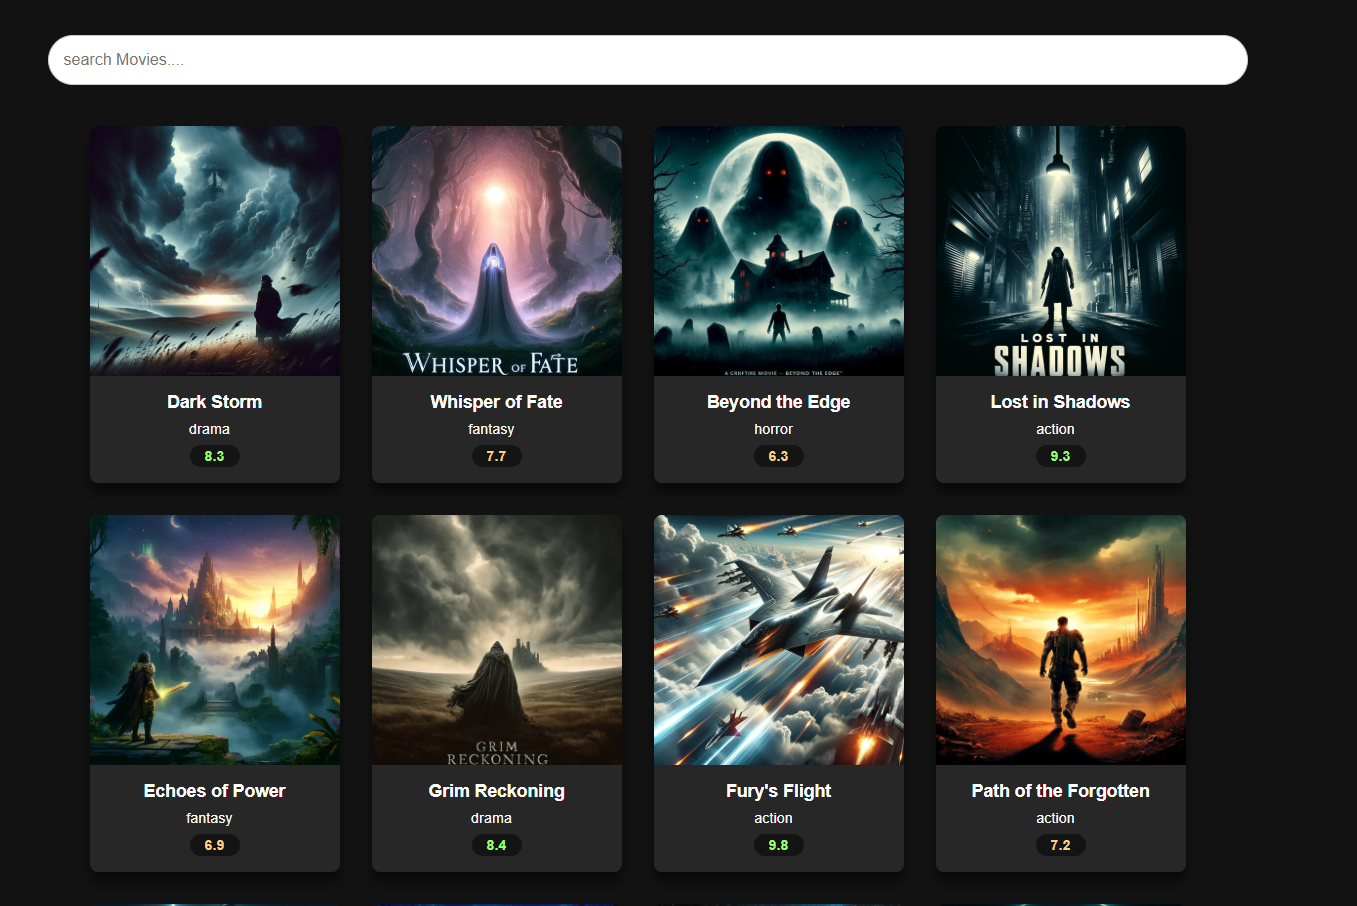 search Movies....
WHISPER OF FATE
BEYOND THE EDGE
LOST IN
SHADOWS
Dark Storm
Whisper of Fate
Beyond the Edge
Lost in Shadows
drama
fantasy
horror
action
8.3
7.7
6.3
9.3
GRIM
RECKONING
Echoes of Power
Grim Reckoning
Fury's Flight
Path of the Forgotten
fantasy
drama
action
action
6.9
8.4
9.8
7.2